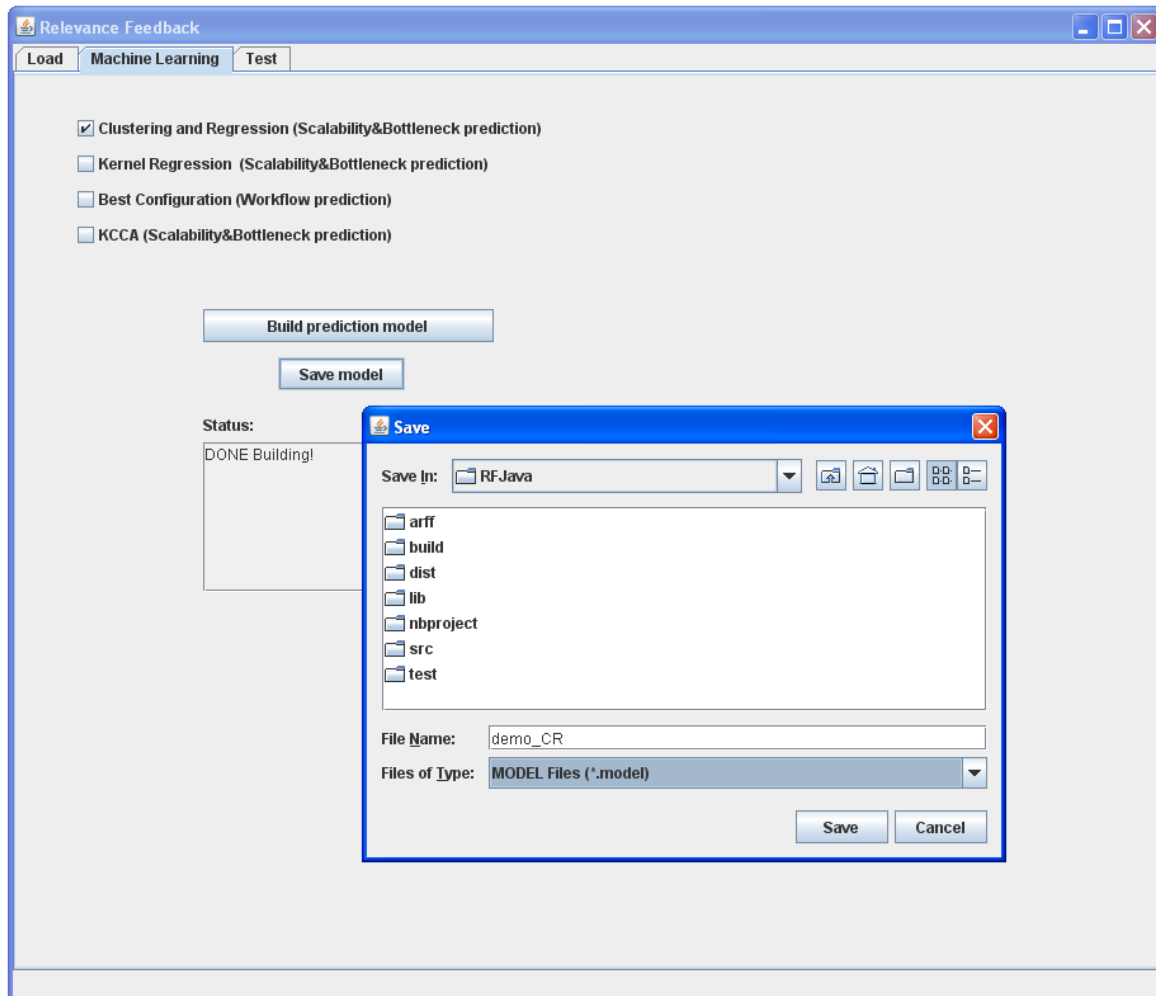 Relevance Feedback
Load Machine Learning Test
Clustering and Regression (Scalability&Bottleneck prediction)
Kernel Regression (Scalability&Bottleneck prediction)
Best Configuration (Workflow prediction)
KCCA (Scalability&Bottleneck prediction)
Build prediction model
Save model
Status:
DONE Building!
Save
Save In: RFJava
arff
build
dist
lib
nbproject
src
test
File Name: demo_CR
Files of Type: MODEL Files (*.model)
Save Cancel